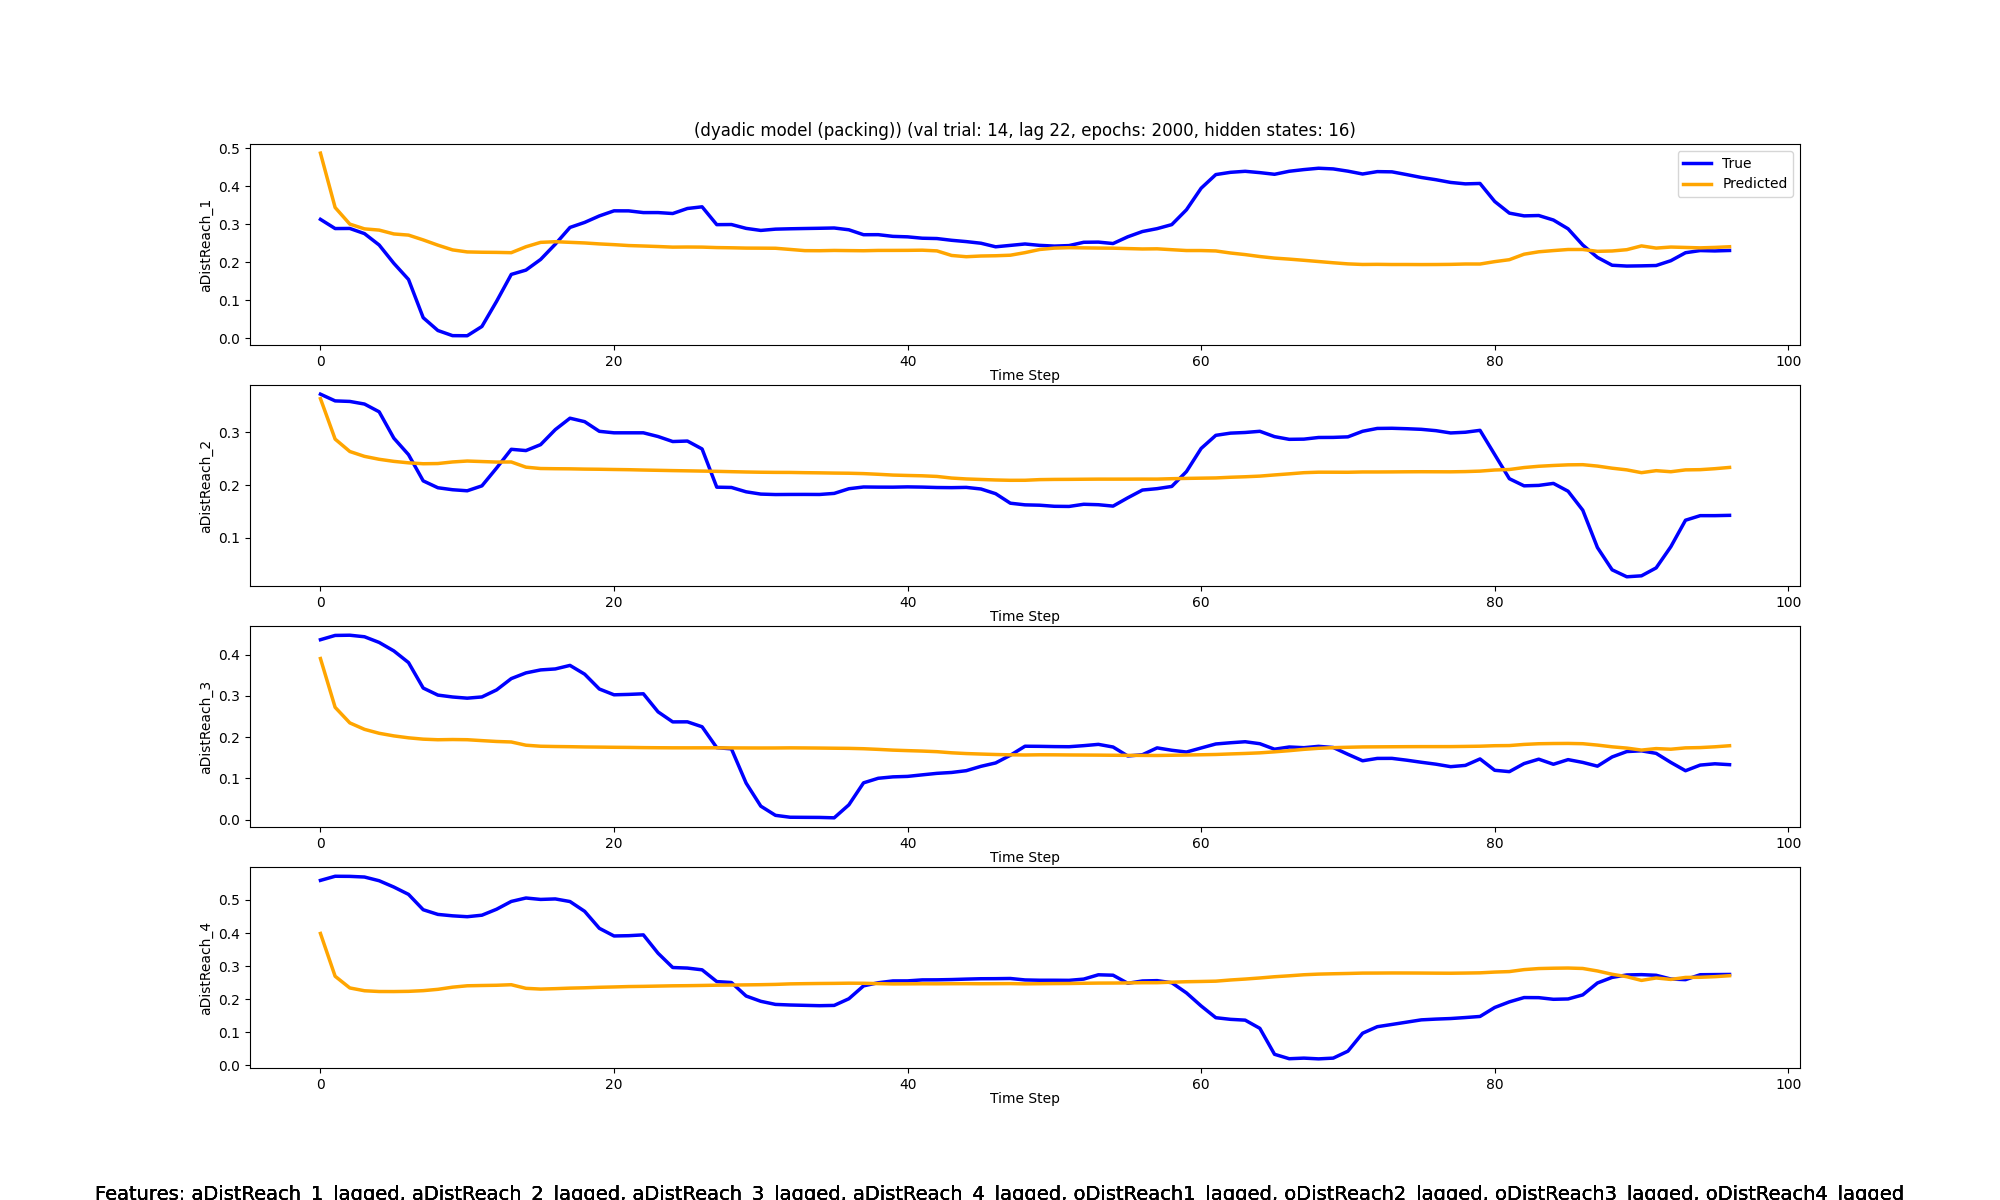 (dyadic model (packing)) (val trial: 14, lag 22, epochs: 2000, hidden states: 16)
True
Predicted
aDistReach_1
0.5
0.4
0.3
0.2
0.1
0.0
0 20 40 60 80 100
Time Step
aDistReach_2
0.3
0.2
0.1
0 20 40 60 80 100
Time Step
aDistReach_3
0.4
0.3
0.2
0.1
0.0
0 20 40 60 80 100
Time Step
aDistReach_4
0.5
0.4
0.3
0.2
0.1
0.0
0 20 40 60 80 100
Time Step
Features: aDistReach_1_lagged, aDistReach_2_lagged, aDistReach_3_lagged, aDistReach_4_lagged, oDistReach1_lagged, oDistReach2_lagged, oDistReach3_lagged, oDistReach4_lagged